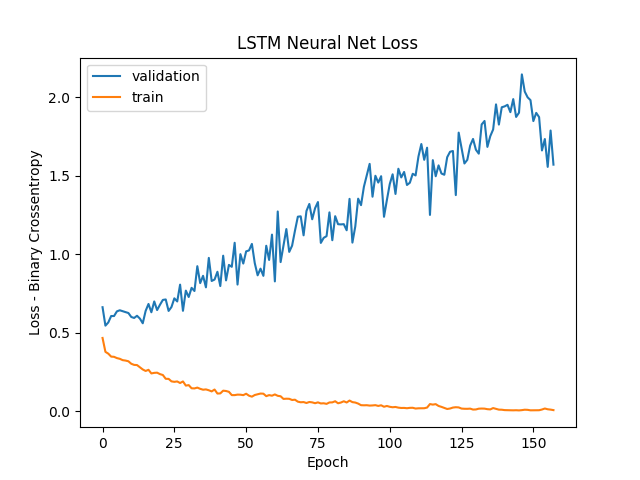 LSTM Neural Net Loss
validation
train
Loss - Binary Crossentropy
2.0
1.5
1.0
0.5
0.0
0 25 50 75 100 125 150
Epoch